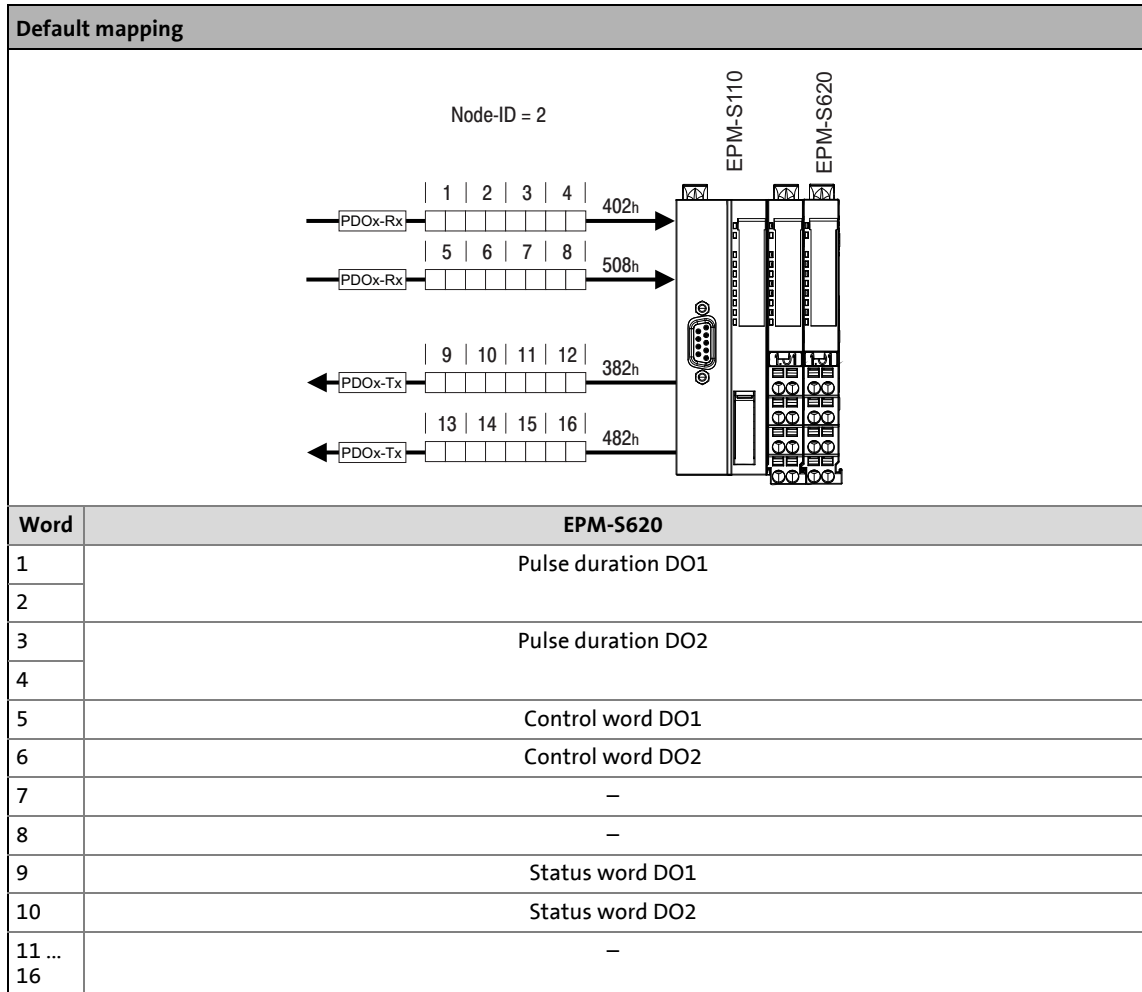 Default mapping
Node-ID = 2
EPM-S110
EPM-S620
1 2 3 4
PDOx-Rx
402h
5 6 7 8
PDOx-Rx
508h
9 10 11 12
PDOx-Tx
382h
13 14 15 16
PDOx-Tx
482h
Word EPM-S620
1 Pulse duration DO1
2
3 Pulse duration DO2
4
5 Control word DO1
6 Control word DO2
7 –
8 –
9 Status word DO1
10 Status word DO2
11 ... –
16